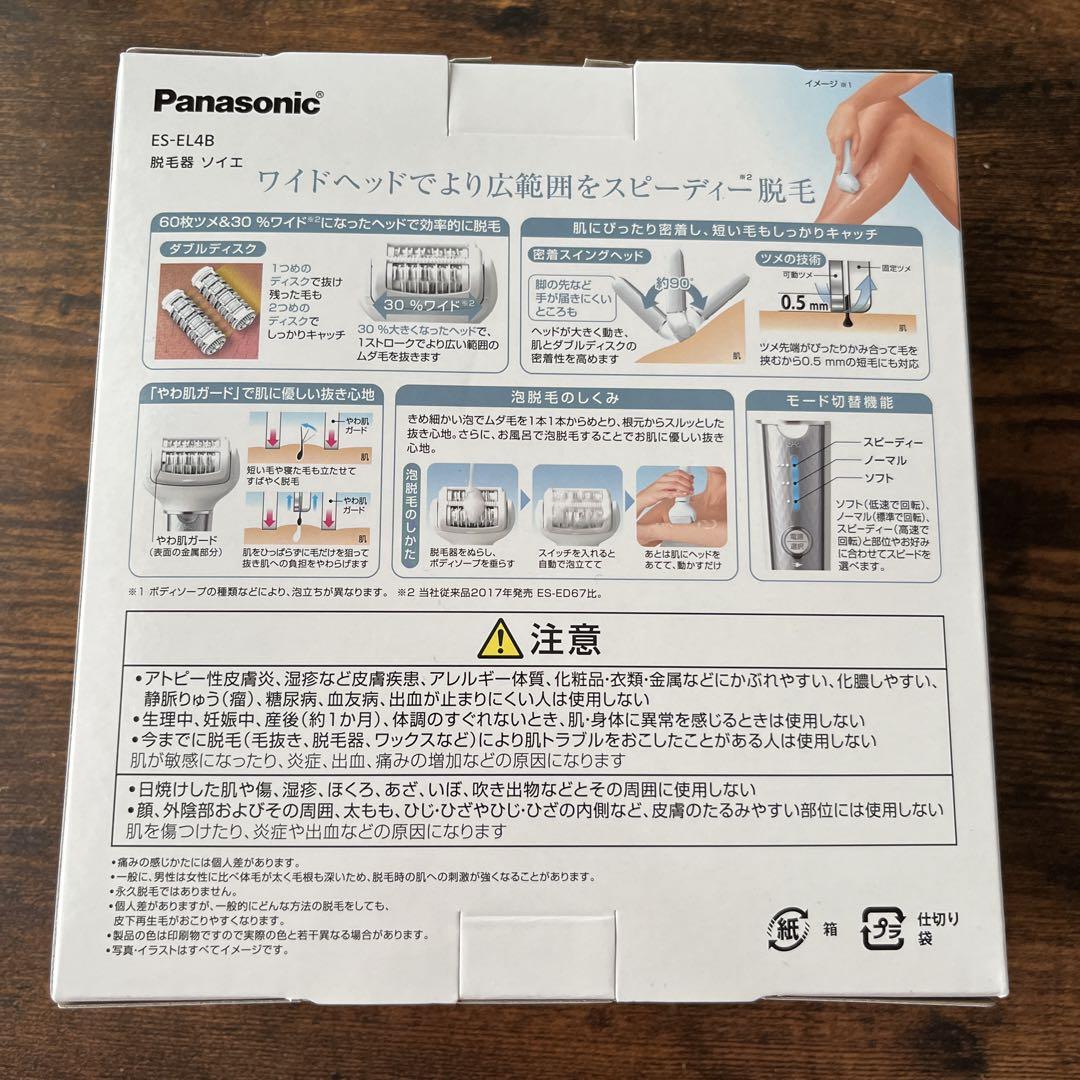 Panasonic®
ES-EL4B
脱毛器 ソイエ
イメージ ※1
ワイドヘッドでより広範囲をスピーディー※2脱毛
60枚ツメ&30 %ワイド※2になったヘッドで効率的に脱毛
ダブルディスク
1つめの
ディスクで抜け
残った毛も
2つめの
ディスクで
しっかりキャッチ
30 %ワイド※2
30 %大きくなったヘッドで、
1ストロークでより広い範囲の
ムダ毛を抜きます
肌にぴったり密着し、短い毛もしっかりキャッチ
密着スイングヘッド
脚の先など
手が届きにくい
ところも
約90°
ヘッドが大きく動き、
肌とダブルディスクの
密着性を高めます
肌
ツメの技術
可動ツメ
固定ツメ
0.5 mm
肌
ツメ先端がぴったりかみ合って毛を
挟むから0.5 mmの短毛にも対応
「やわ肌ガード」で肌に優しい抜き心地
やわ肌ガード
(表面の金属部分)
やわ肌
ガード
肌
短い毛や寝た毛も立たせて
すばやく脱毛
やわ肌
ガード
肌
肌をひっぱらずに毛だけを狙って
抜き肌への負担をやわらげます
泡脱毛のしくみ
きめ細かい泡でムダ毛を1本1本からめとり、根元からスルッとした
抜き心地。さらに、お風呂で泡脱毛することでお肌に優しい抜き
心地。
泡脱毛のしかた
脱毛器をぬらし、
ボディソープを垂らす
スイッチを入れると
自動で泡立てて
あとは肌にヘッドを
あてて、動かすだけ
モード切替機能
スピーディー
ノーマル
ソフト
電源
選択
ソフト(低速で回転)、
ノーマル(標準で回転)、
スピーディー(高速で
回転)と部位やお好み
に合わせてスピードを
選べます。
※1 ボディソープの種類などにより、泡立ちが異なります。 ※2 当社従来品2017年発売 ES-ED67比。
注意
•アトピー性皮膚炎、湿疹など皮膚疾患、アレルギー体質、化粧品・衣類・金属などにかぶれやすい、化膿しやすい、
静脈りゅう(瘤)、糖尿病、血友病、出血が止まりにくい人は使用しない
•生理中、妊娠中、産後(約1か月)、体調のすぐれないとき、肌・身体に異常を感じるときは使用しない
•今までに脱毛(毛抜き、脱毛器、ワックスなど)により肌トラブルをおこしたことがある人は使用しない
肌が敏感になったり、炎症、出血、痛みの増加などの原因になります
•日焼けした肌や傷、湿疹、ほくろ、あざ、いぼ、吹き出物などとその周囲に使用しない
•顔、外陰部およびその周囲、太もも、ひじ・ひざやひじ・ひざの内側など、皮膚のたるみやすい部位には使用しない
肌を傷つけたり、炎症や出血などの原因になります
•痛みの感じかたには個人差があります。
•一般に、男性は女性に比べ体毛が太く毛根も深いため、脱毛時の肌への刺激が強くなることがあります。
•永久脱毛ではありません。
•個人差がありますが、一般的にどんな方法の脱毛をしても、
皮下再生毛がおこりやすくなります。
•製品の色は印刷物ですので実際の色と若干異なる場合があります。
•写真・イラストはすべてイメージです。
紙 箱
プラ 仕切り
袋